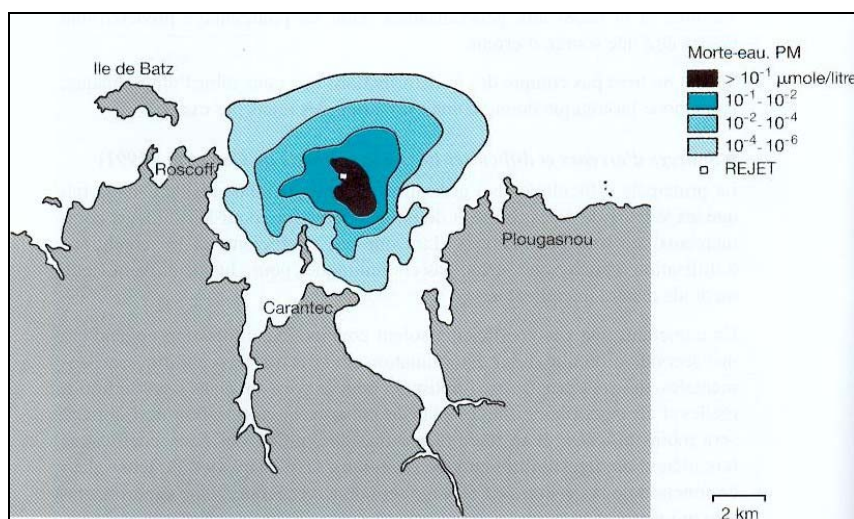 Ile de Batz
Roscoff
Carantec
Plougasnou
Morte-eau. PM
> 10⁻¹ µmole/litre
10⁻¹ - 10⁻²
10⁻² - 10⁻⁴
10⁻⁴ - 10⁻⁶
REJET
2 km